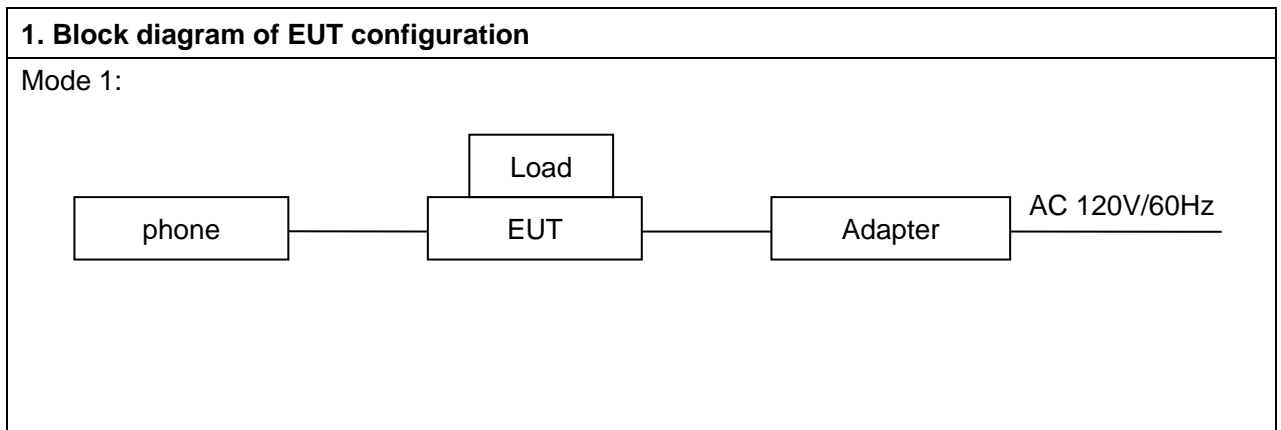 1. Block diagram of EUT configuration
Mode 1:
Load
phone
EUT
Adapter
AC 120V/60Hz